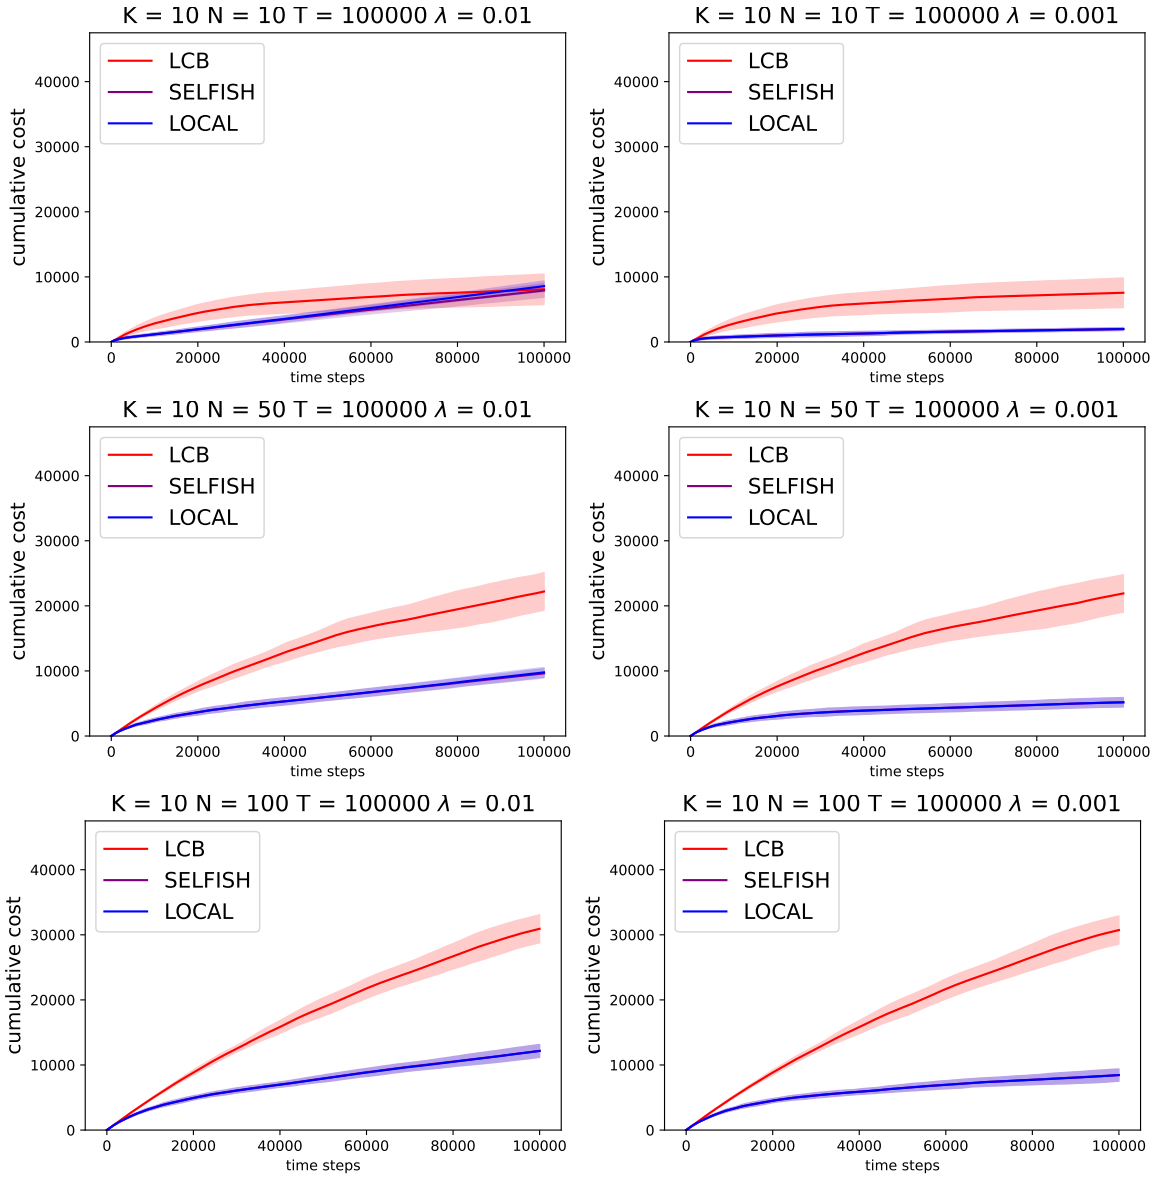 K = 10 N = 10 T = 100000 λ = 0.01
LCB
SELFISH
LOCAL
cumulative cost
40000
30000
20000
10000
0
0 20000 40000 60000 80000 100000
time steps
K = 10 N = 10 T = 100000 λ = 0.001
LCB
SELFISH
LOCAL
cumulative cost
40000
30000
20000
10000
0
0 20000 40000 60000 80000 100000
time steps
K = 10 N = 50 T = 100000 λ = 0.01
LCB
SELFISH
LOCAL
cumulative cost
40000
30000
20000
10000
0
0 20000 40000 60000 80000 100000
time steps
K = 10 N = 50 T = 100000 λ = 0.001
LCB
SELFISH
LOCAL
cumulative cost
40000
30000
20000
10000
0
0 20000 40000 60000 80000 100000
time steps
K = 10 N = 100 T = 100000 λ = 0.01
LCB
SELFISH
LOCAL
cumulative cost
40000
30000
20000
10000
0
0 20000 40000 60000 80000 100000
time steps
K = 10 N = 100 T = 100000 λ = 0.001
LCB
SELFISH
LOCAL
cumulative cost
40000
30000
20000
10000
0
0 20000 40000 60000 80000 100000
time steps